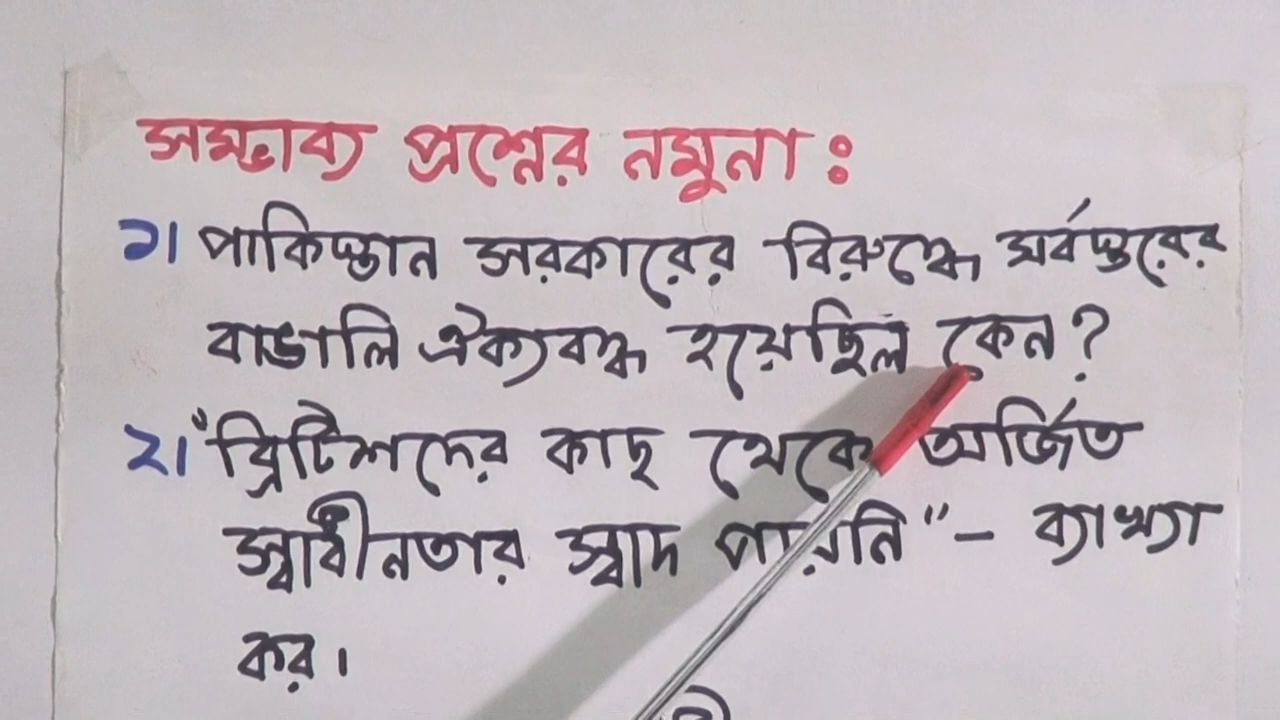 সম্ভাব্য প্রশ্নের নমুনা :
১। পাকিস্তান সরকারের বিরুদ্ধে সর্বস্তরের
বাঙালি ঐক্যবদ্ধ হয়েছিল কেন?
২। "ব্রিটিশদের কাছ থেকে অর্জিত
স্বাধীনতার স্বাদ পায়নি" - ব্যাখ্যা
কর।